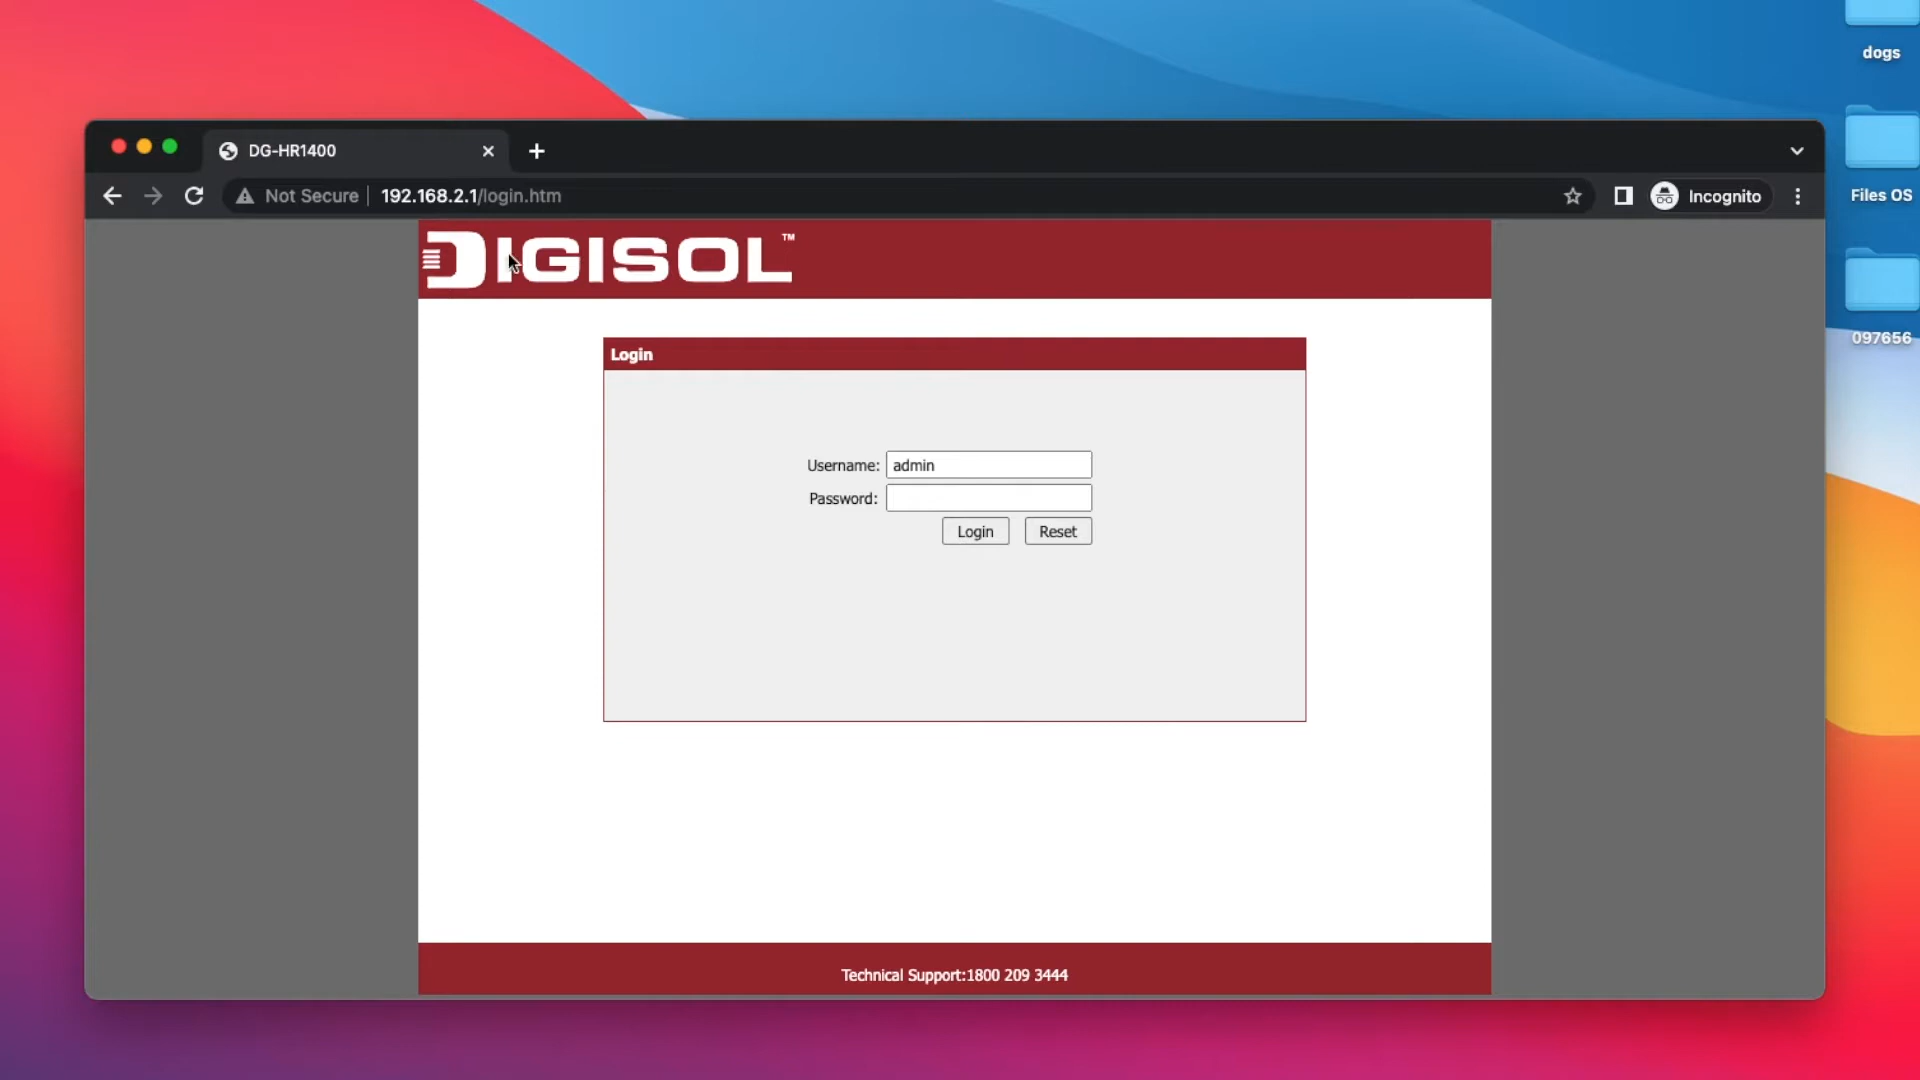 dogs
DG-HR1400
Not Secure
192.168.2.1/login.htm
Incognito
Files OS
DIGISOL™
097656
Login
Username: admin
Password:
Login
Reset
Technical Support:1800 209 3444